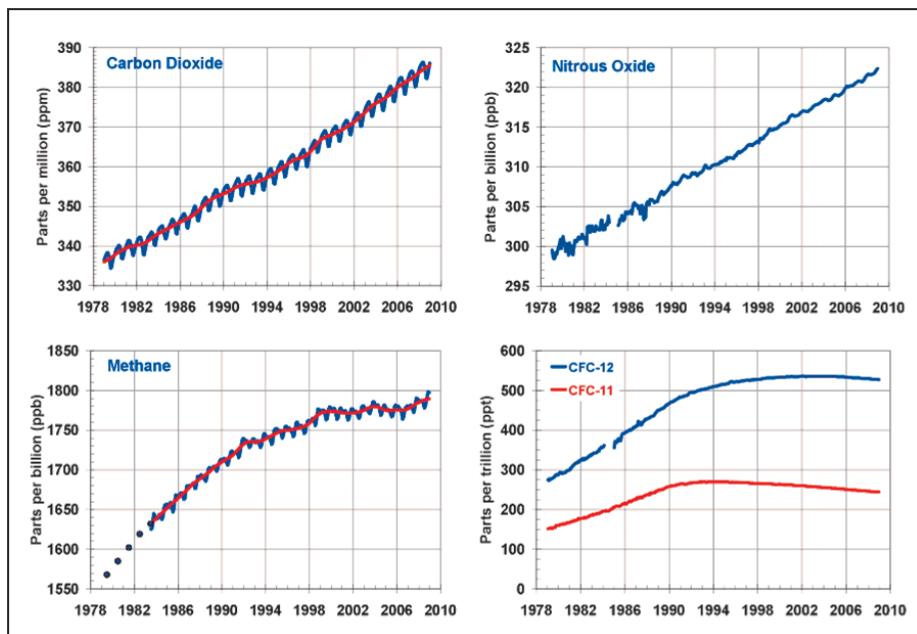 390
380
370
360
350
340
330
Parts per million (ppm)
Carbon Dioxide
1978 1982 1986 1990 1994 1998 2002 2006 2010
325
320
315
310
305
300
295
Parts per billion (ppb)
Nitrous Oxide
1978 1982 1986 1990 1994 1998 2002 2006 2010
1850
1800
1750
1700
1650
1600
1550
Parts per billion (ppb)
Methane
1978 1982 1986 1990 1994 1998 2002 2006 2010
600
500
400
300
200
100
0
Parts per trillion (ppt)
CFC-12
CFC-11
1978 1982 1986 1990 1994 1998 2002 2006 2010